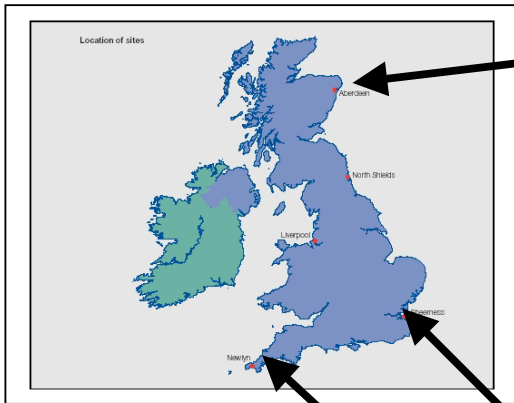 Location of sites
Aberdeen
North Shields
Liverpool
Sheerness
Newlyn